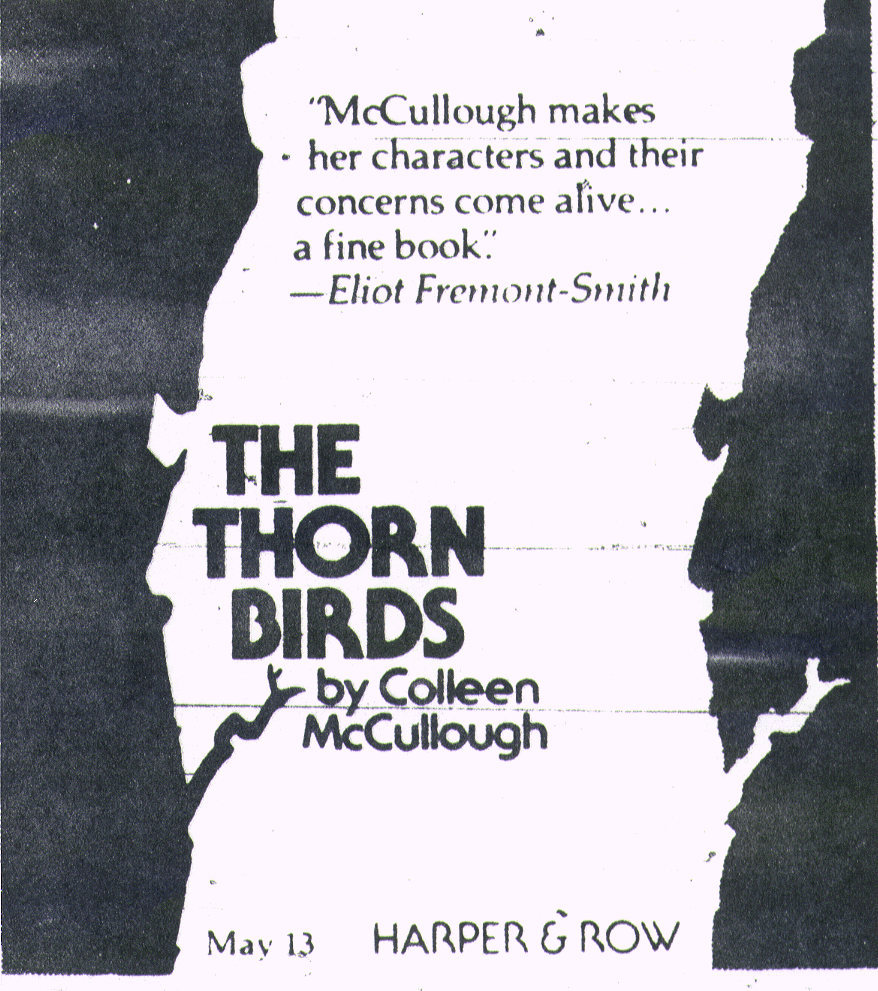 "McCullough makes
her characters and their
concerns come alive...
a fine book."
—Eliot Fremont-Smith
THE
THORN
BIRDS
by Colleen
McCullough
May 13 HARPER & ROW